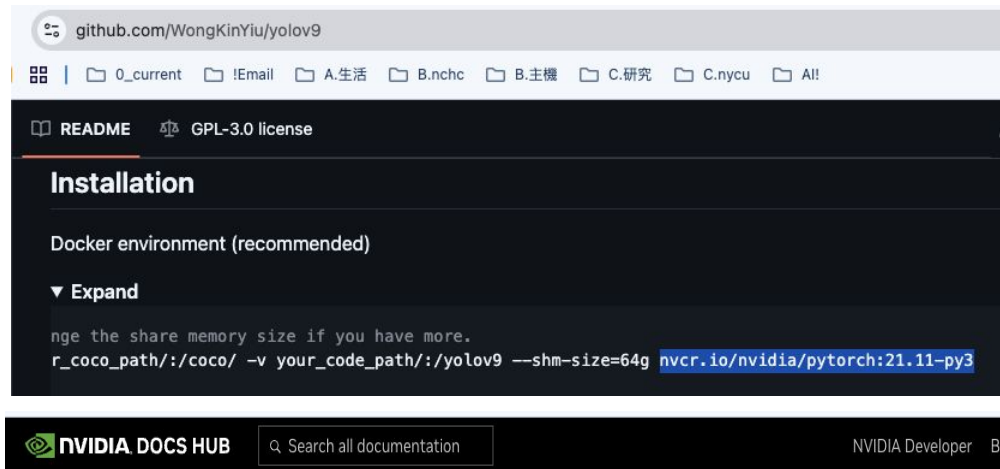 github.com/WongKinYiu/yolov9
0_current !Email A.生活 B.nchc B.主機 C.研究 C.nycu AI!
README GPL-3.0 license
Installation
Docker environment (recommended)
Expand
nge the share memory size if you have more.
r_coco_path/:/coco/ -v your_code_path/:/yolov9 --shm-size=64g nvcr.io/nvidia/pytorch:21.11-py3
NVIDIA. DOCS HUB Search all documentation NVIDIA Developer B